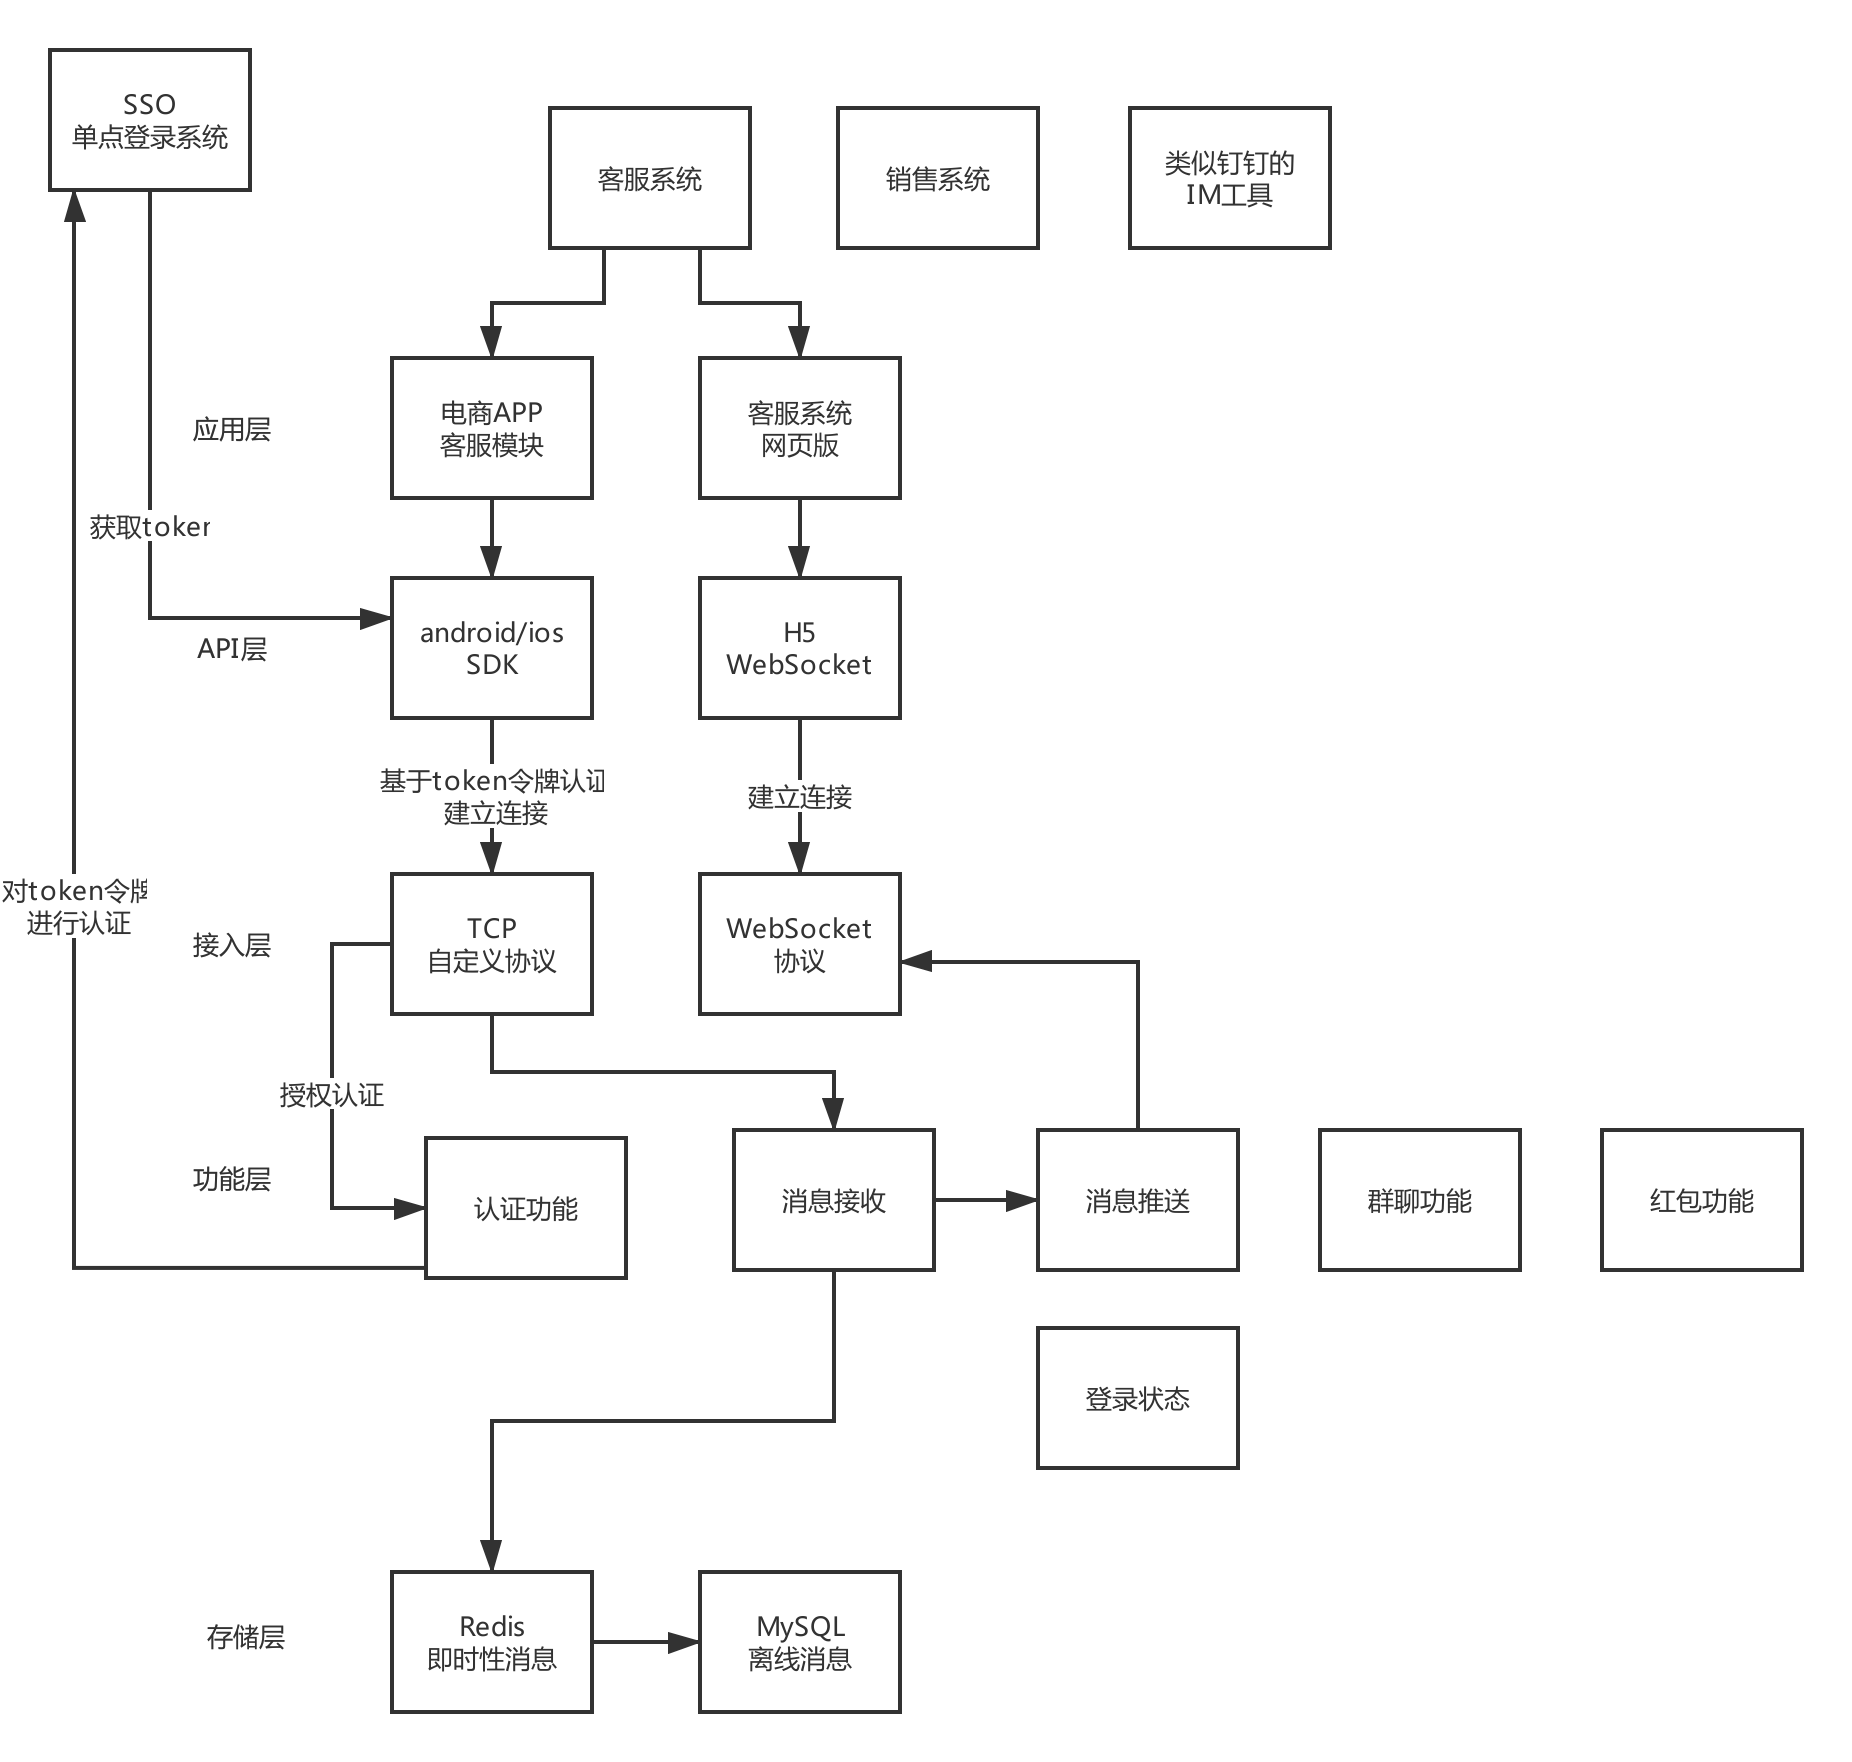 SSO
单点登录系统
客服系统
销售系统
类似钉钉的
IM工具
应用层
电商APP
客服模块
客服系统
网页版
获取token
API层
android/ios
SDK
H5
WebSocket
基于token令牌认证
建立连接
建立连接
对token令牌
进行认证
接入层
TCP
自定义协议
WebSocket
协议
授权认证
功能层
认证功能
消息接收
消息推送
群聊功能
红包功能
登录状态
存储层
Redis
即时性消息
MySQL
离线消息